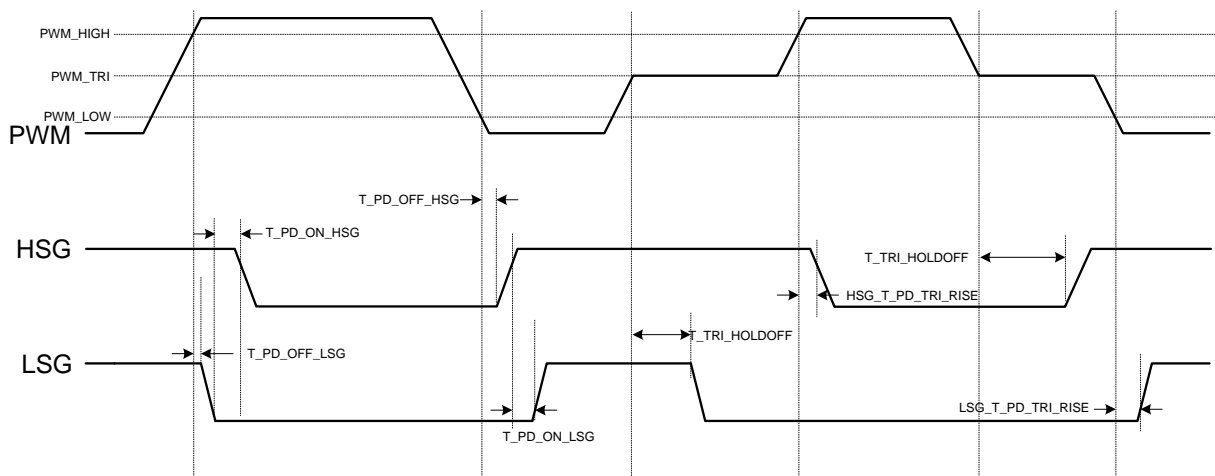 PWM_HIGH
PWM_TRI
PWM_LOW
PWM
T_PD_OFF_HSG
T_PD_ON_HSG
HSG
T_TRI_HOLDOFF
HSG_T_PD_TRI_RISE
T_TRI_HOLDOFF
T_PD_OFF_LSG
LSG
LSG_T_PD_TRI_RISE
T_PD_ON_LSG